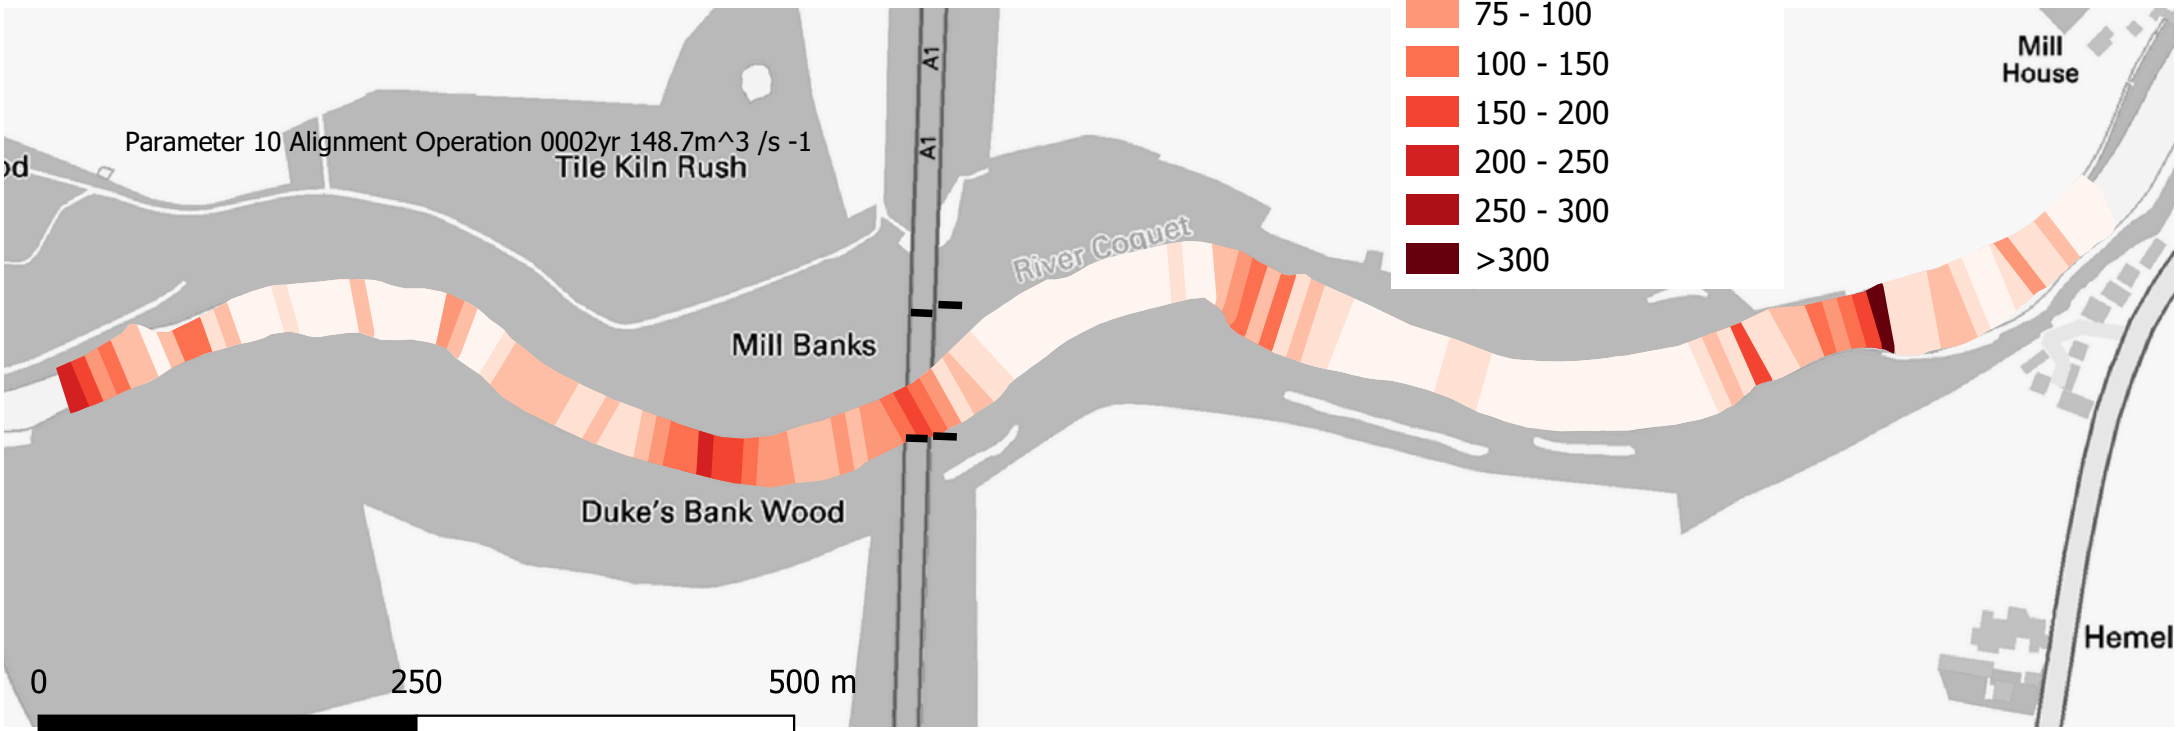 75 - 100
100 - 150
150 - 200
200 - 250
250 - 300
>300
Mill
House
A1
A1
Parameter 10 Alignment Operation 0002yr 148.7m^3 /s -1
od
Tile Kiln Rush
River Coquet
Mill Banks
Duke's Bank Wood
Hemel
0 250 500 m